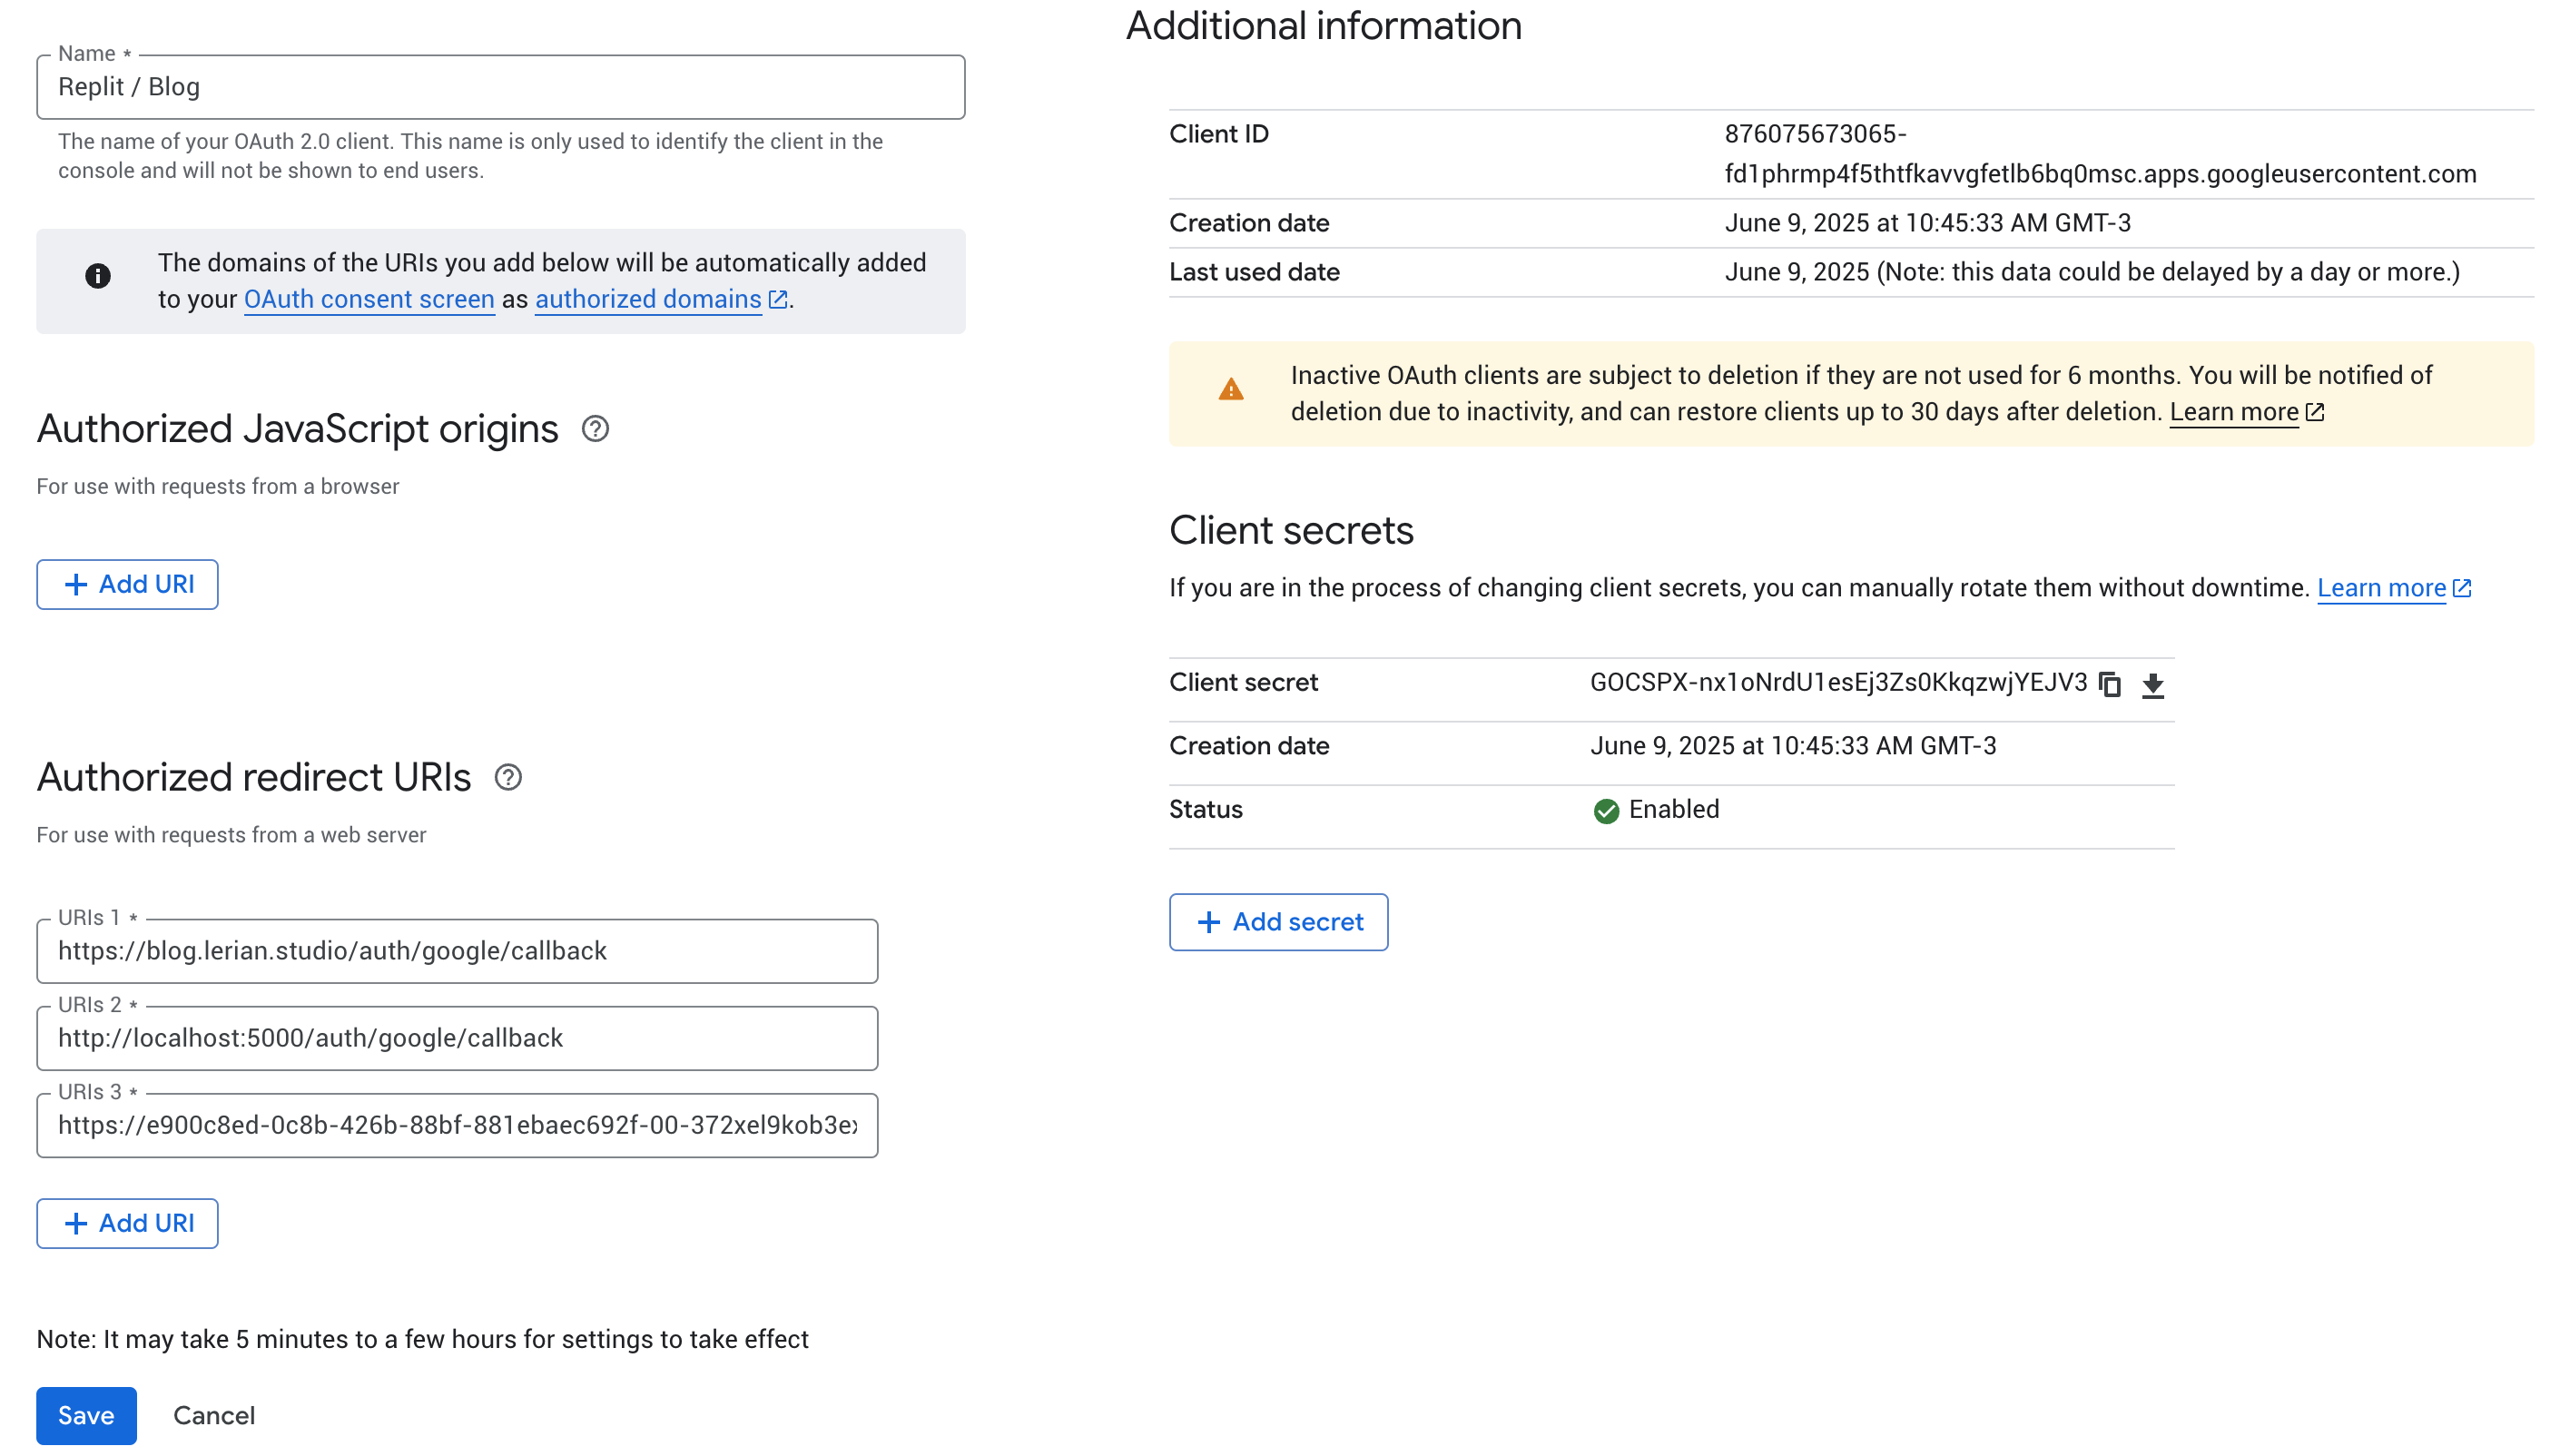 Name *
Replit / Blog
The name of your OAuth 2.0 client. This name is only used to identify the client in the
console and will not be shown to end users.
The domains of the URIs you add below will be automatically added
to your OAuth consent screen as authorized domains.
Authorized JavaScript origins
For use with requests from a browser
+ Add URI
Authorized redirect URIs
For use with requests from a web server
URIs 1 *
https://blog.lerian.studio/auth/google/callback
URIs 2 *
http://localhost:5000/auth/google/callback
URIs 3 *
https://e900c8ed-0c8b-426b-88bf-881ebaec692f-00-372xel9kob3ex
+ Add URI
Note: It may take 5 minutes to a few hours for settings to take effect
Save Cancel
Additional information
Client ID 876075673065-
fd1phrmp4f5thtfkavvgfetlb6bq0msc.apps.googleusercontent.com
Creation date June 9, 2025 at 10:45:33 AM GMT-3
Last used date June 9, 2025 (Note: this data could be delayed by a day or more.)
Inactive OAuth clients are subject to deletion if they are not used for 6 months. You will be notified of
deletion due to inactivity, and can restore clients up to 30 days after deletion. Learn more
Client secrets
If you are in the process of changing client secrets, you can manually rotate them without downtime. Learn more
Client secret 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
Creation date June 9, 2025 at 10:45:33 AM GMT-3
Status Enabled
+ Add secret